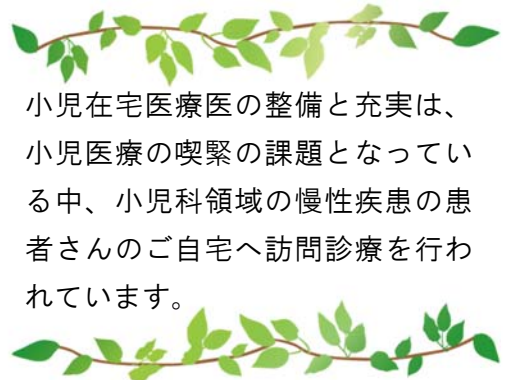 小児在宅医療医の整備と充実は、
小児医療の喫緊の課題となってい
る中、小児科領域の慢性疾患の患
者さんのご自宅へ訪問診療を行わ
れています。